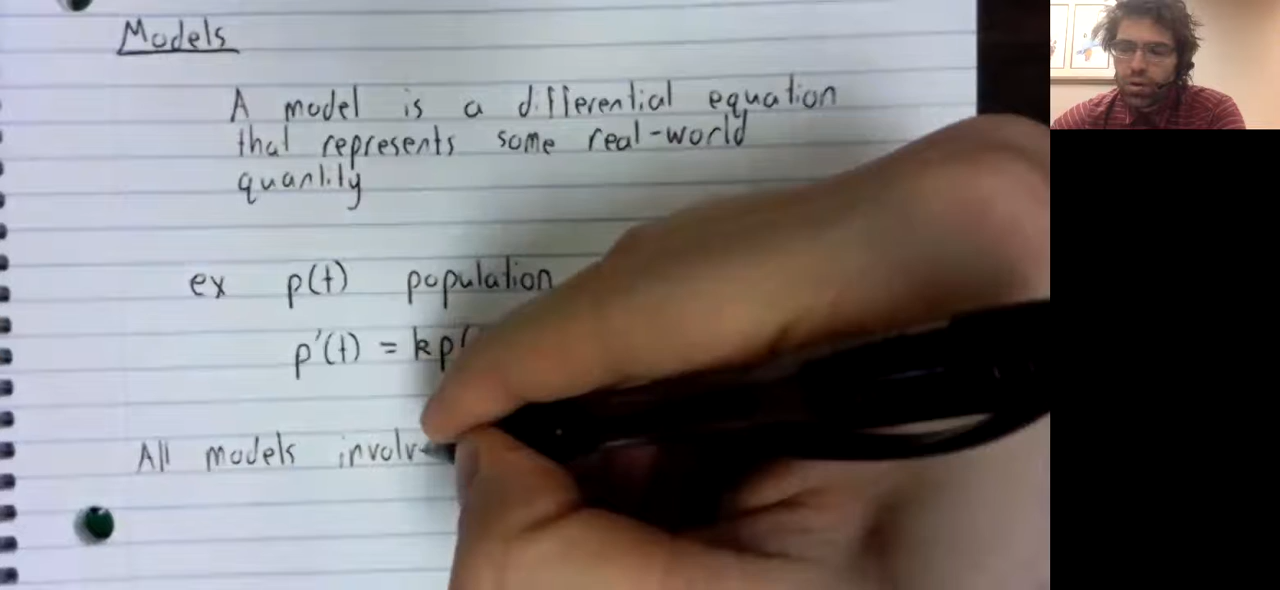 Models
A model is a differential equation
that represents some real-world
quantity
ex p(t) population
p'(t) = kp(
All models involv